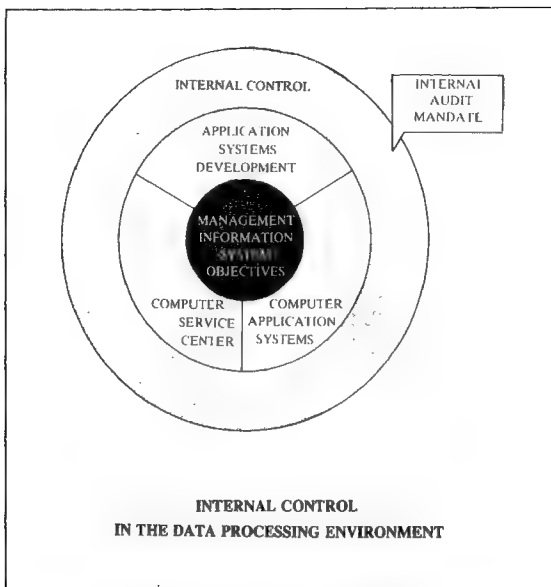 INTERNAL CONTROL
INTERNAL
AUDIT
MANDATE
APPLICATION
SYSTEMS
DEVELOPMENT
MANAGEMENT
INFORMATION
SYSTEM
OBJECTIVES
COMPUTER
SERVICE
CENTER
COMPUTER
APPLICATION
SYSTEMS
INTERNAL CONTROL
IN THE DATA PROCESSING ENVIRONMENT